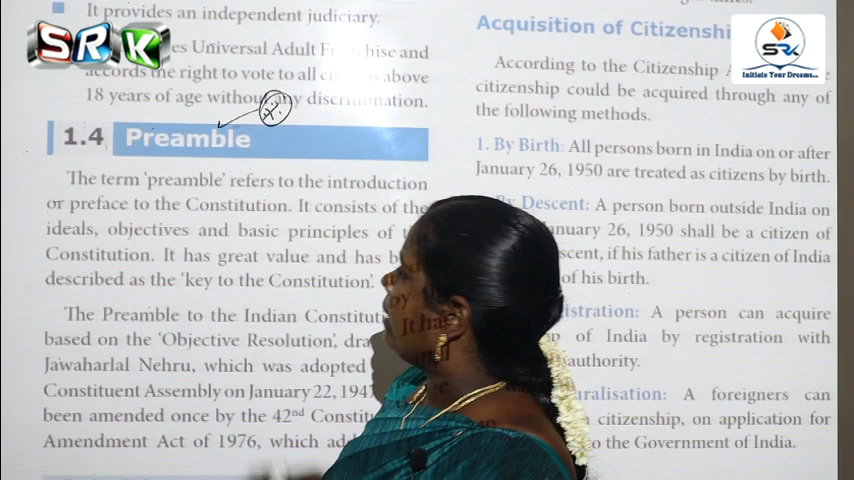 It provides an independent judiciary.
SRK
es Universal Adult Franchise and
accords the right to vote to all citizens above
18 years of age without any discrimination.
1.4 Preamble
The term ‘preamble’ refers to the introduction
or preface to the Constitution. It consists of the
ideals, objectives and basic principles of
Constitution. It has great value and has
described as the ‘key to the Constitution’.
The Preamble to the Indian
based on the ‘Objective Resolution’,
Jawaharlal Nehru, which was adopted
Constituent Assembly on January 22, 1947
been amended once by the 42nd
Amendment Act of 1976, which
Acquisition of
SRK
Initiate Your Dreams...
According to the Citizenship
citizenship could be acquired through any of
the following methods.
1. By Birth: All persons born in India on or after
January 26, 1950 are treated as citizens by birth.
By Descent: A person born outside India on
January 26, 1950 shall be a citizen of
scent, if his father is a citizen of India
of his birth.
istration: A person can acquire
of India by registration with
authority.
uralisation: A foreigners can
citizenship, on application for
to the Government of India.